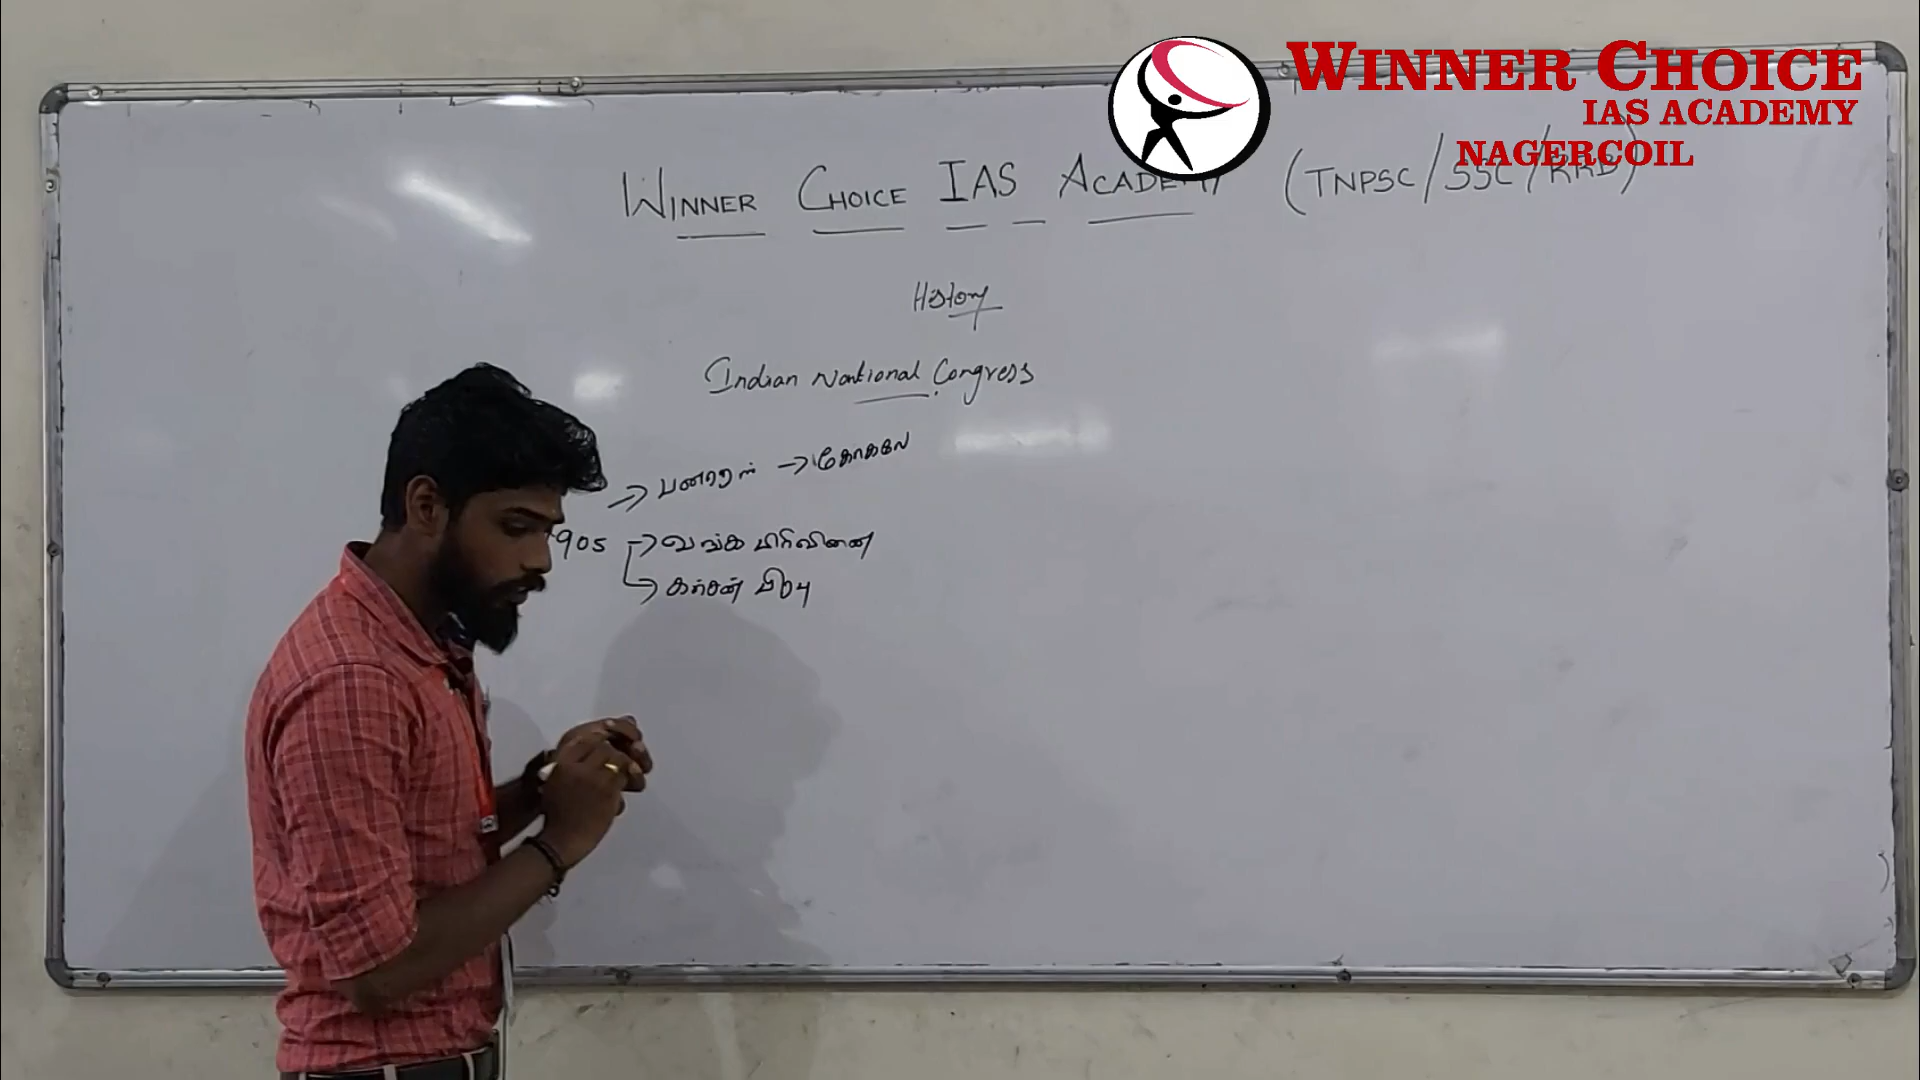 WINNER CHOICE
IAS ACADEMY
NAGERCOIL
WINNER CHOICE IAS ACADEMY (TNPSC/SSC/RRB)
History
Indian National Congress
→ பனாரஸ் → கோகலே
1905 → வங்க பிரிவினை
→ கர்சன் பிரபு